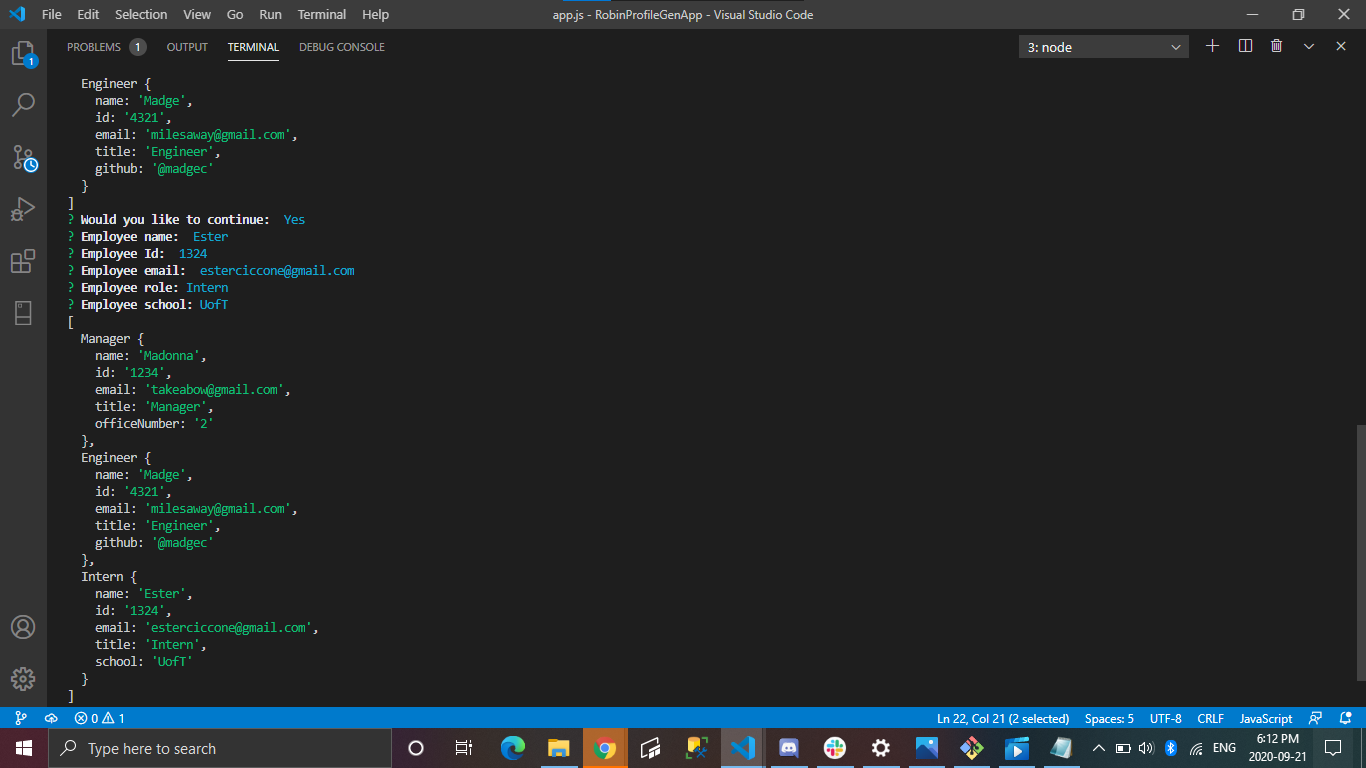 File Edit Selection View Go Run Terminal Help app.js - RobinProfileGenApp - Visual Studio Code
PROBLEMS 1 OUTPUT TERMINAL DEBUG CONSOLE 3: node
1
Engineer {
name: 'Madge',
id: '4321',
email: 'milesaway@gmail.com',
title: 'Engineer',
github: '@madgec'
}
]
? Would you like to continue: Yes
? Employee name: Ester
? Employee Id: 1324
? Employee email: esterciccone@gmail.com
? Employee role: Intern
? Employee school: UofT
[
Manager {
name: 'Madonna',
id: '1234',
email: 'takeabow@gmail.com',
title: 'Manager',
officeNumber: '2'
},
Engineer {
name: 'Madge',
id: '4321',
email: 'milesaway@gmail.com',
title: 'Engineer',
github: '@madgec'
},
Intern {
name: 'Ester',
id: '1324',
email: 'esterciccone@gmail.com',
title: 'Intern',
school: 'UofT'
}
]
0 1 Ln 22, Col 21 (2 selected) Spaces: 5 UTF-8 CRLF JavaScript
Type here to search ENG 6:12 PM
2020-09-21